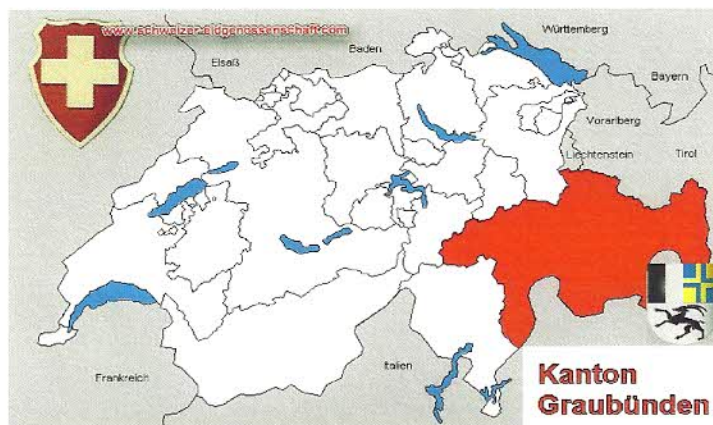 www.schweizer-eidgenossenschaft.com
Württemberg
Baden
Elsaß
Bayern
Vorarlberg
Liechtenstein
Tirol
Frankreich
Italien
Kanton
Graubünden